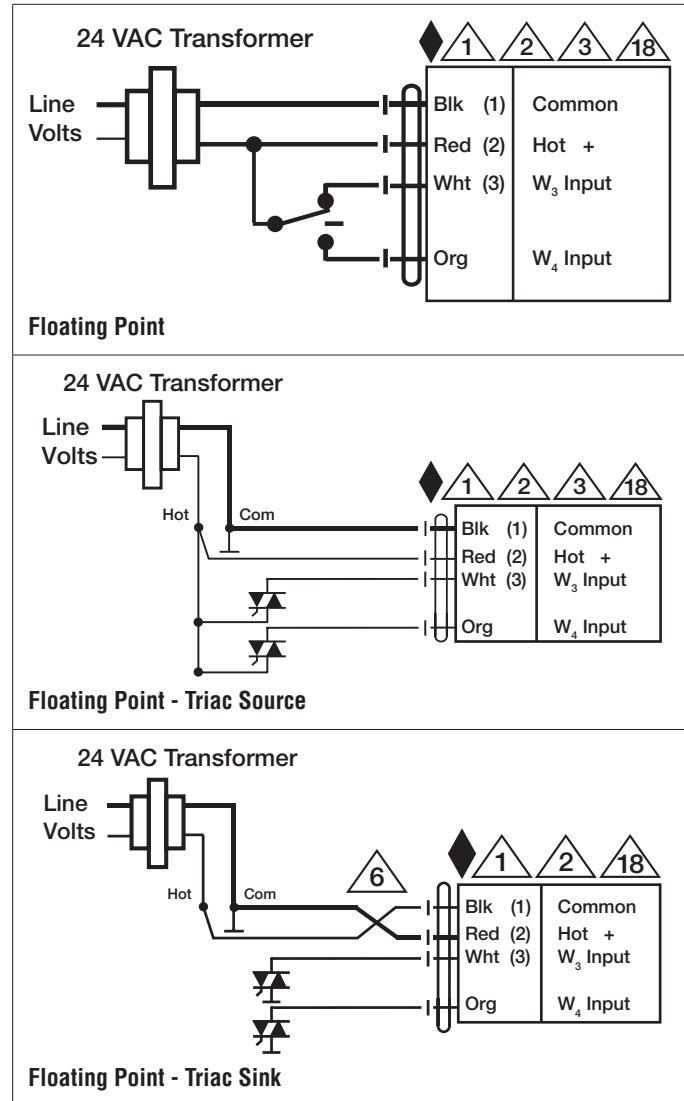 24 VAC Transformer
1 2 3 18
Line
Volts
Blk (1) Common
Red (2) Hot +
Wht (3) W3 Input
Org W4 Input
Floating Point
24 VAC Transformer
Line
Volts
1 2 3 18
Hot Com
Blk (1) Common
Red (2) Hot +
Wht (3) W3 Input
Org W4 Input
Floating Point - Triac Source
24 VAC Transformer
Line
Volts
6 1 2 18
Hot Com
Blk (1) Common
Red (2) Hot +
Wht (3) W3 Input
Org W4 Input
Floating Point - Triac Sink